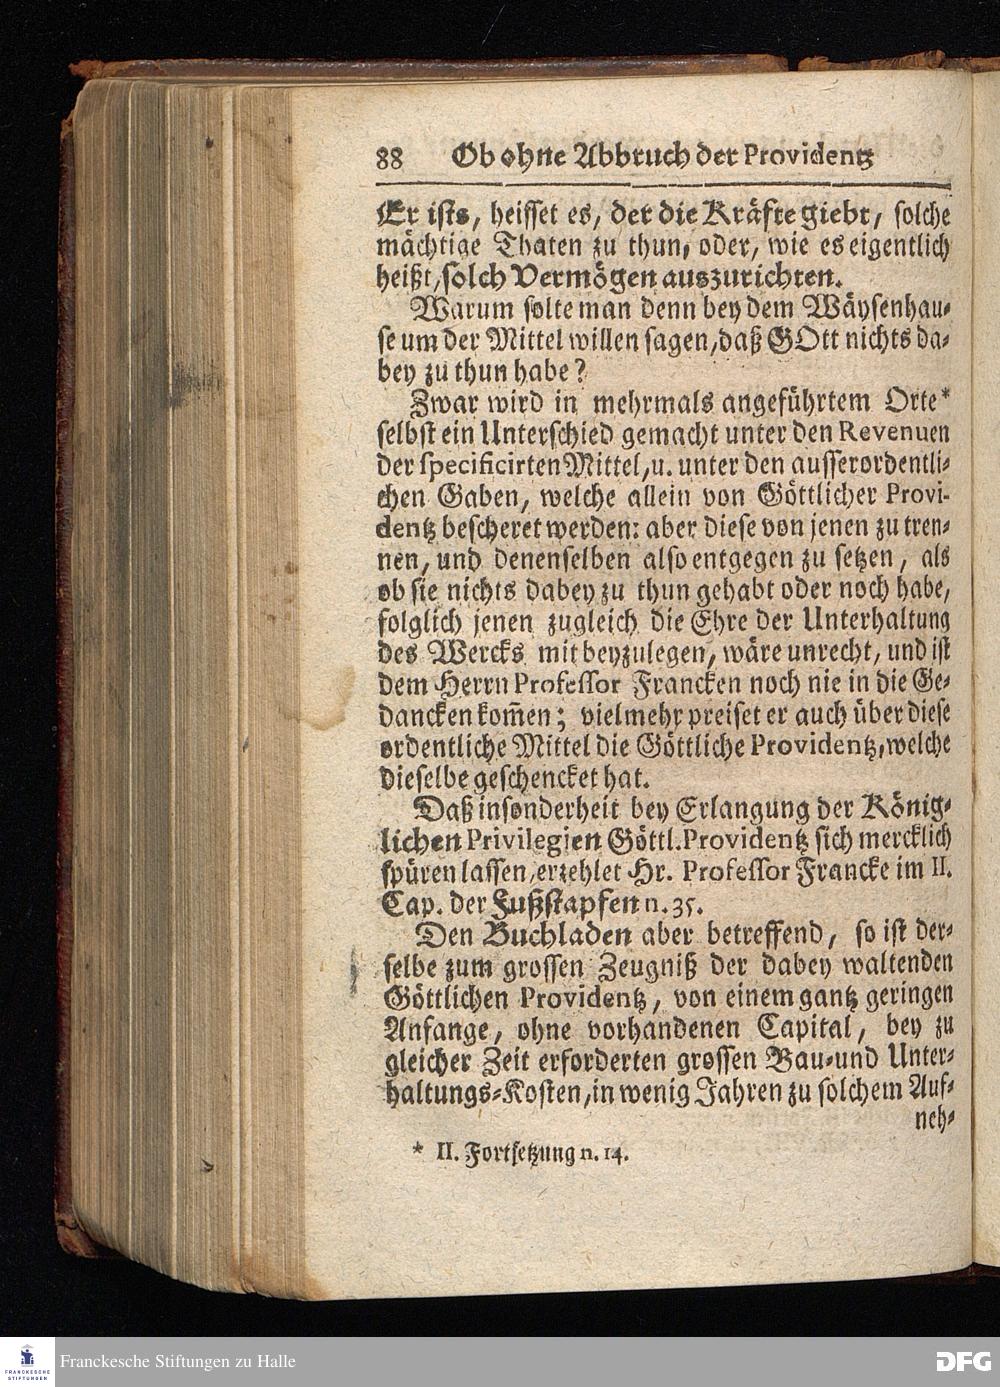 88 Ob ohne Abbruch der Providentz
Er ists, heisset es, der die Kräfte giebt, solche
mächtige Thaten zu thun, oder, wie es eigentlich
heißt, solch Vermögen auszurichten.
Warum solte man denn bey dem Wäysenhau-
se um der Mittel willen sagen, daß GOtt nichts da-
bey zu thun habe?
Zwar wird in mehrmals angeführtem Orte*
selbst ein Unterschied gemacht unter den Revenuen
der specificirten Mittel, u. unter den ausserordentli-
chen Gaben, welche allein von Göttlicher Provi-
dentz bescheret werden: aber diese von jenen zu tren-
nen, und denenselben also entgegen zu setzen, als
ob sie nichts dabey zu thun gehabt oder noch habe,
folglich jenen zugleich die Ehre der Unterhaltung
des Wercks mit beyzulegen, wäre unrecht, und ist
dem Herrn Professor Francken noch nie in die Ge-
dancken kom̃en; vielmehr preiset er auch über diese
ordentliche Mittel die Göttliche Providentz, welche
dieselbe geschencket hat.
Daß insonderheit bey Erlangung der König-
lichen Privilegien Göttl. Providentz sich mercklich
spüren lassen, erzehlet Hr. Professor Francke im II.
Cap. der Fußstapfen n. 35.
Den Buchladen aber betreffend, so ist der-
selbe zum grossen Zeugniß der dabey waltenden
Göttlichen Providentz, von einem gantz geringen
Anfange, ohne vorhandenen Capital, bey zu
gleicher Zeit erforderten grossen Bau- und Unter-
haltungs-Kosten, in wenig Jahren zu solchem Auf-
neh-
* II. Fortsetzung n. 14.
FRANCKESCHE
STIFTUNGEN
Franckesche Stiftungen zu Halle
DFG